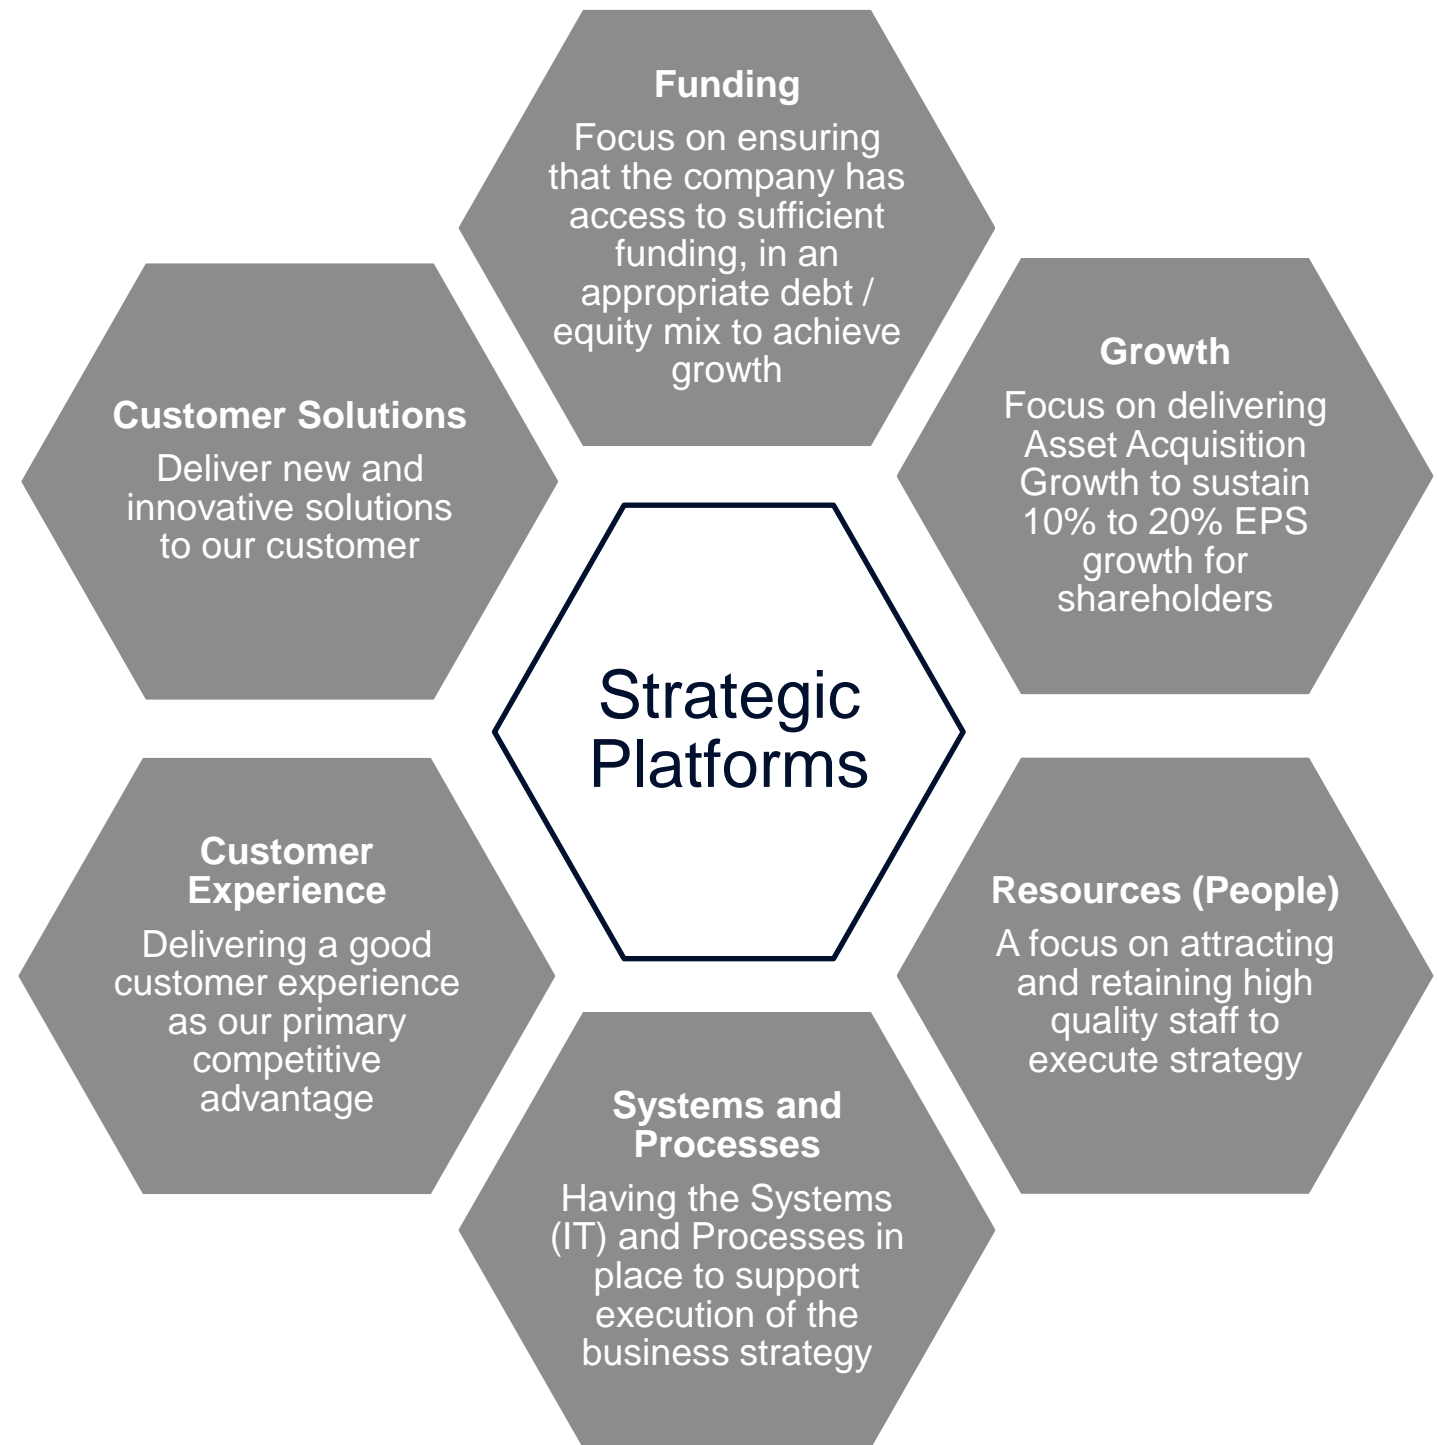 Funding
Focus on ensuring
that the company has
access to sufficient
funding, in an
appropriate debt /
equity mix to achieve
growth
Growth
Focus on delivering
Asset Acquisition
Growth to sustain
10% to 20% EPS
growth for
shareholders
Customer Solutions
Deliver new and
innovative solutions
to our customer
Strategic
Platforms
Customer
Experience
Delivering a good
customer experience
as our primary
competitive
advantage
Resources (People)
A focus on attracting
and retaining high
quality staff to
execute strategy
Systems and
Processes
Having the Systems
(IT) and Processes in
place to support
execution of the
business strategy